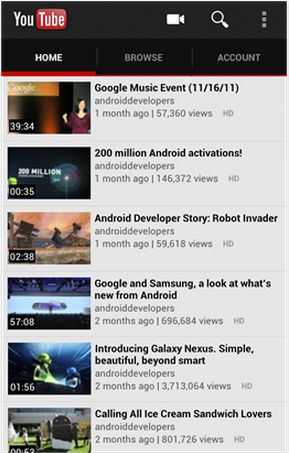 YouTube
HOME BROWSE ACCOUNT
Google
39:34
Google Music Event (11/16/11)
androiddevelopers
1 month ago | 57,360 views HD
200 MILLION
00:35
200 million Android activations!
androiddevelopers
1 month ago | 146,372 views HD
02:38
Android Developer Story: Robot Invader
androiddevelopers
1 month ago | 59,618 views HD
57:08
Google and Samsung, a look at what's
new from Android
androiddevelopers
2 months ago | 696,684 views HD
01:56
Introducing Galaxy Nexus. Simple,
beautiful, beyond smart
androiddevelopers
2 months ago | 3,713,064 views HD
00:53
Calling All Ice Cream Sandwich Lovers
androiddevelopers
2 months ago | 801,726 views HD